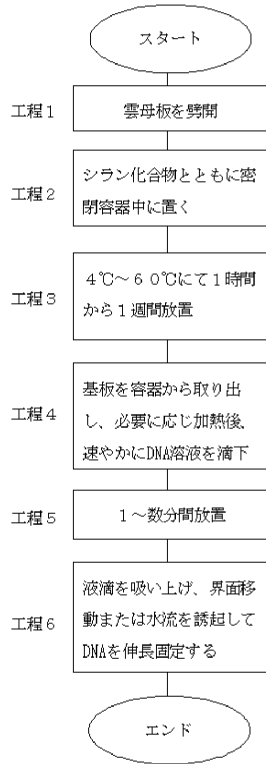 スタート
工程1
雲母板を劈開
工程2
シラン化合物とともに密
閉容器中に置く
工程3
4℃~60℃にて1時間
から1週間放置
工程4
基板を容器から取り出
し、必要に応じ加熱後、
速やかにDNA溶液を滴下
工程5
1~数分間放置
工程6
液滴を吸い上げ、界面移
動または水流を誘起して
DNAを伸長固定する
エンド